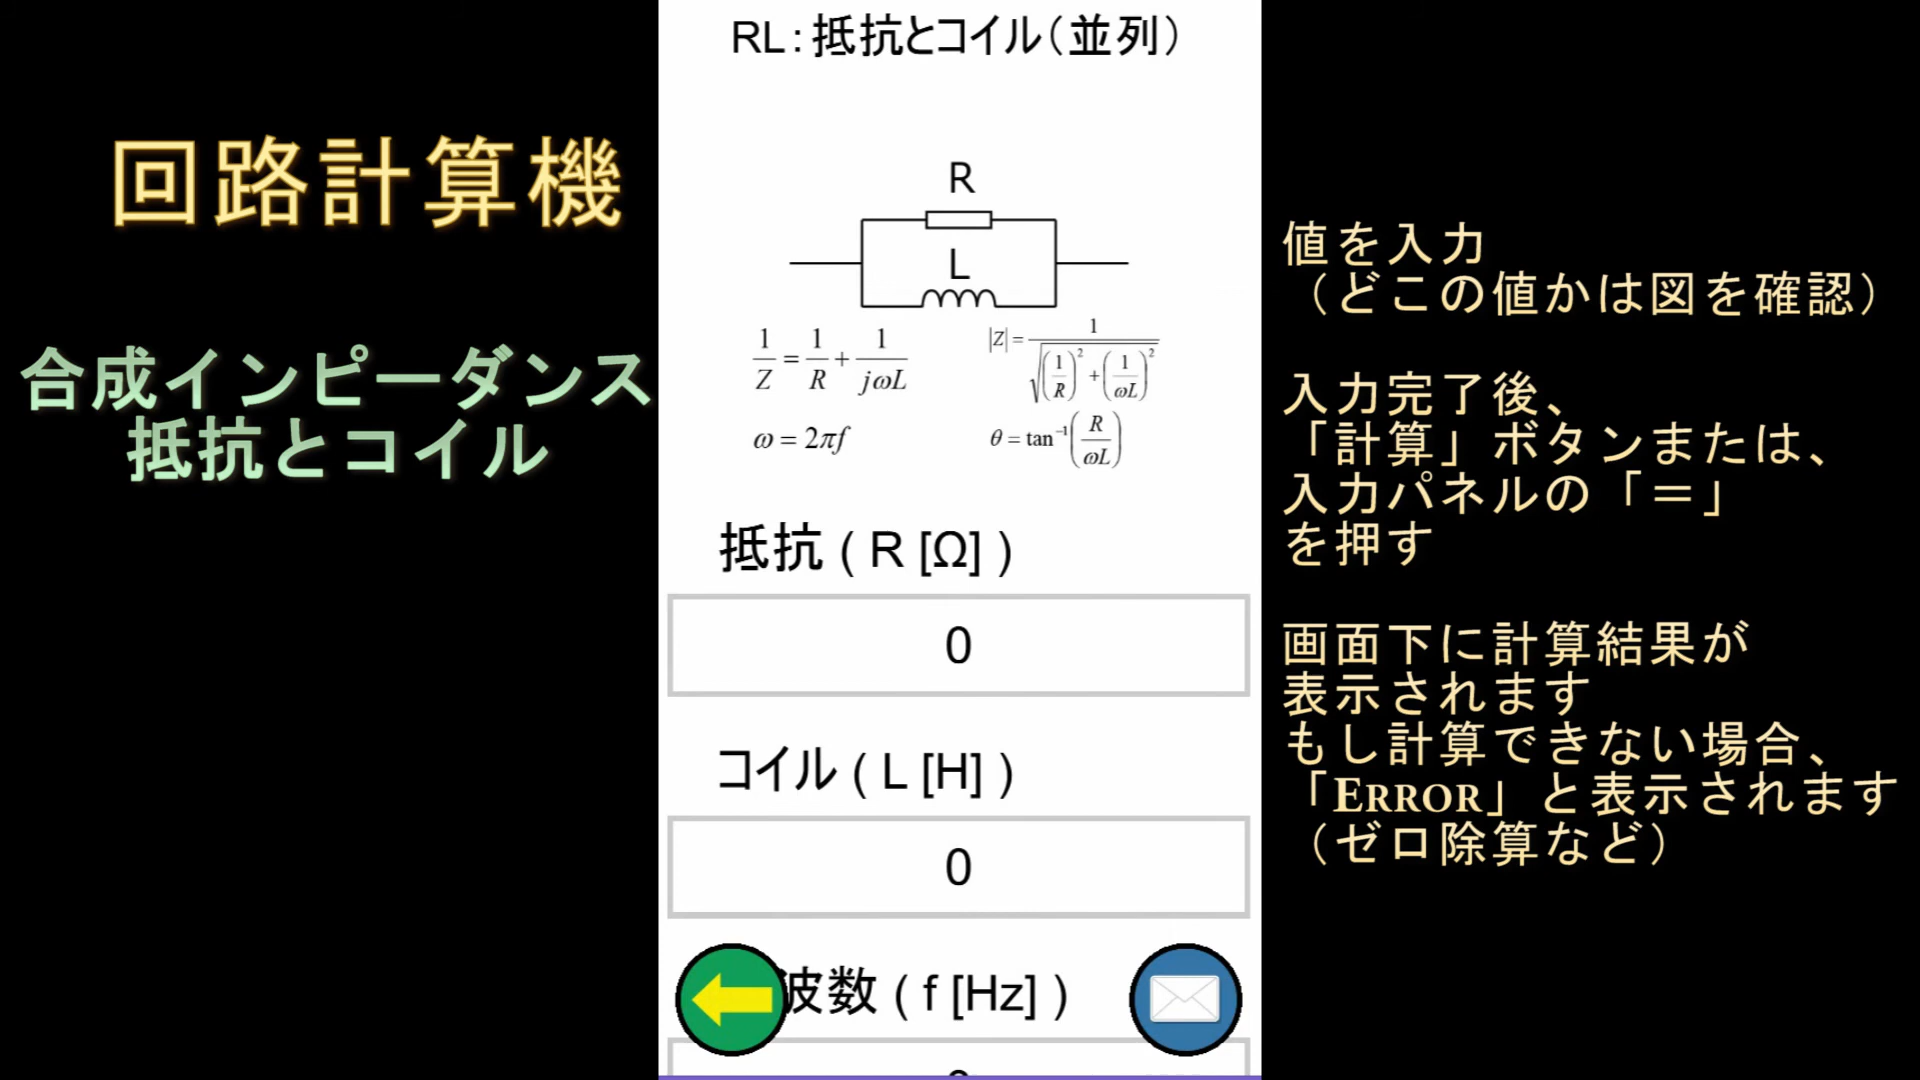 回路計算機
合成インピーダンス
抵抗とコイル
RL:抵抗とコイル(並列)
R
L
1/Z = 1/R + 1/jωL
|Z| = 1/√((1/R)^2 + (1/ωL)^2)
ω = 2πf
θ = tan^-1(R/ωL)
抵抗 ( R [Ω] )
0
コイル ( L [H] )
0
波数 ( f [Hz] )
値を入力
(どこの値かは図を確認)
入力完了後、
「計算」ボタンまたは、
入力パネルの「=」
を押す
画面下に計算結果が
表示されます
もし計算できない場合、
「ERROR」と表示されます
(ゼロ除算など)